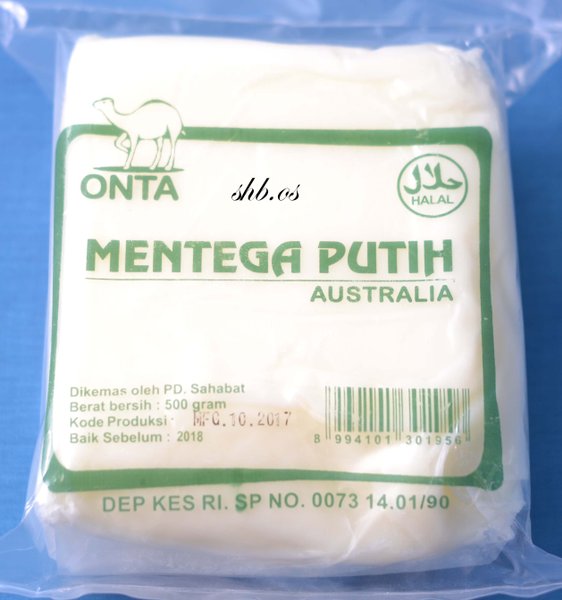 ONTA
shb.os
حلال
HALAL
MENTEGA PUTIH
AUSTRALIA
Dikemas oleh PD. Sahabat
Berat bersih : 500 gram
Kode Produksi : MFG.10.2017
Baik Sebelum : 2018
8 994101 301956
DEP KES RI. SP NO. 0073 14.01/90